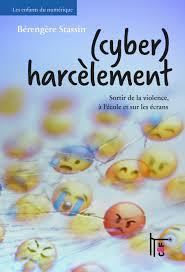 Les enfants du numérique
Bérengère Stassin
(cyber)
harcèlement
Sortir de la violence,
à l'école et sur les écrans